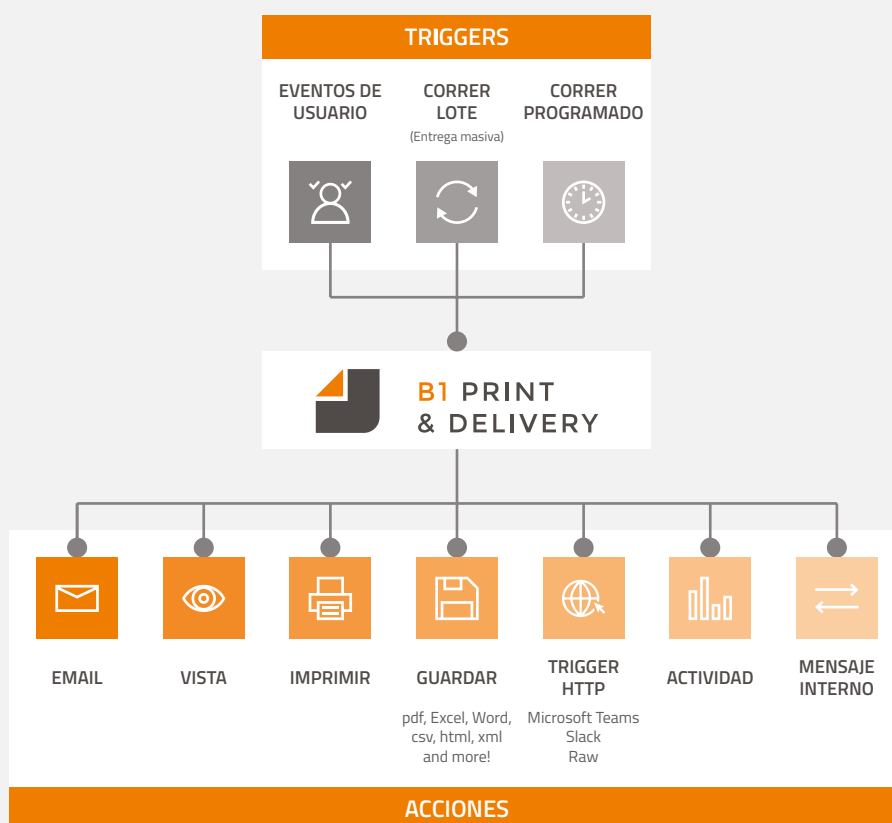 TRIGGERS
EVENTOS DE
USUARIO
CORRER
LOTE
(Entrega masiva)
CORRER
PROGRAMADO
B1 PRINT
& DELIVERY
EMAIL
VISTA
IMPRIMIR
GUARDAR
pdf, Excel, Word,
csv, html, xml
and more!
TRIGGER
HTTP
Microsoft Teams
Slack
Raw
ACTIVIDAD
MENSAJE
INTERNO
ACCIONES